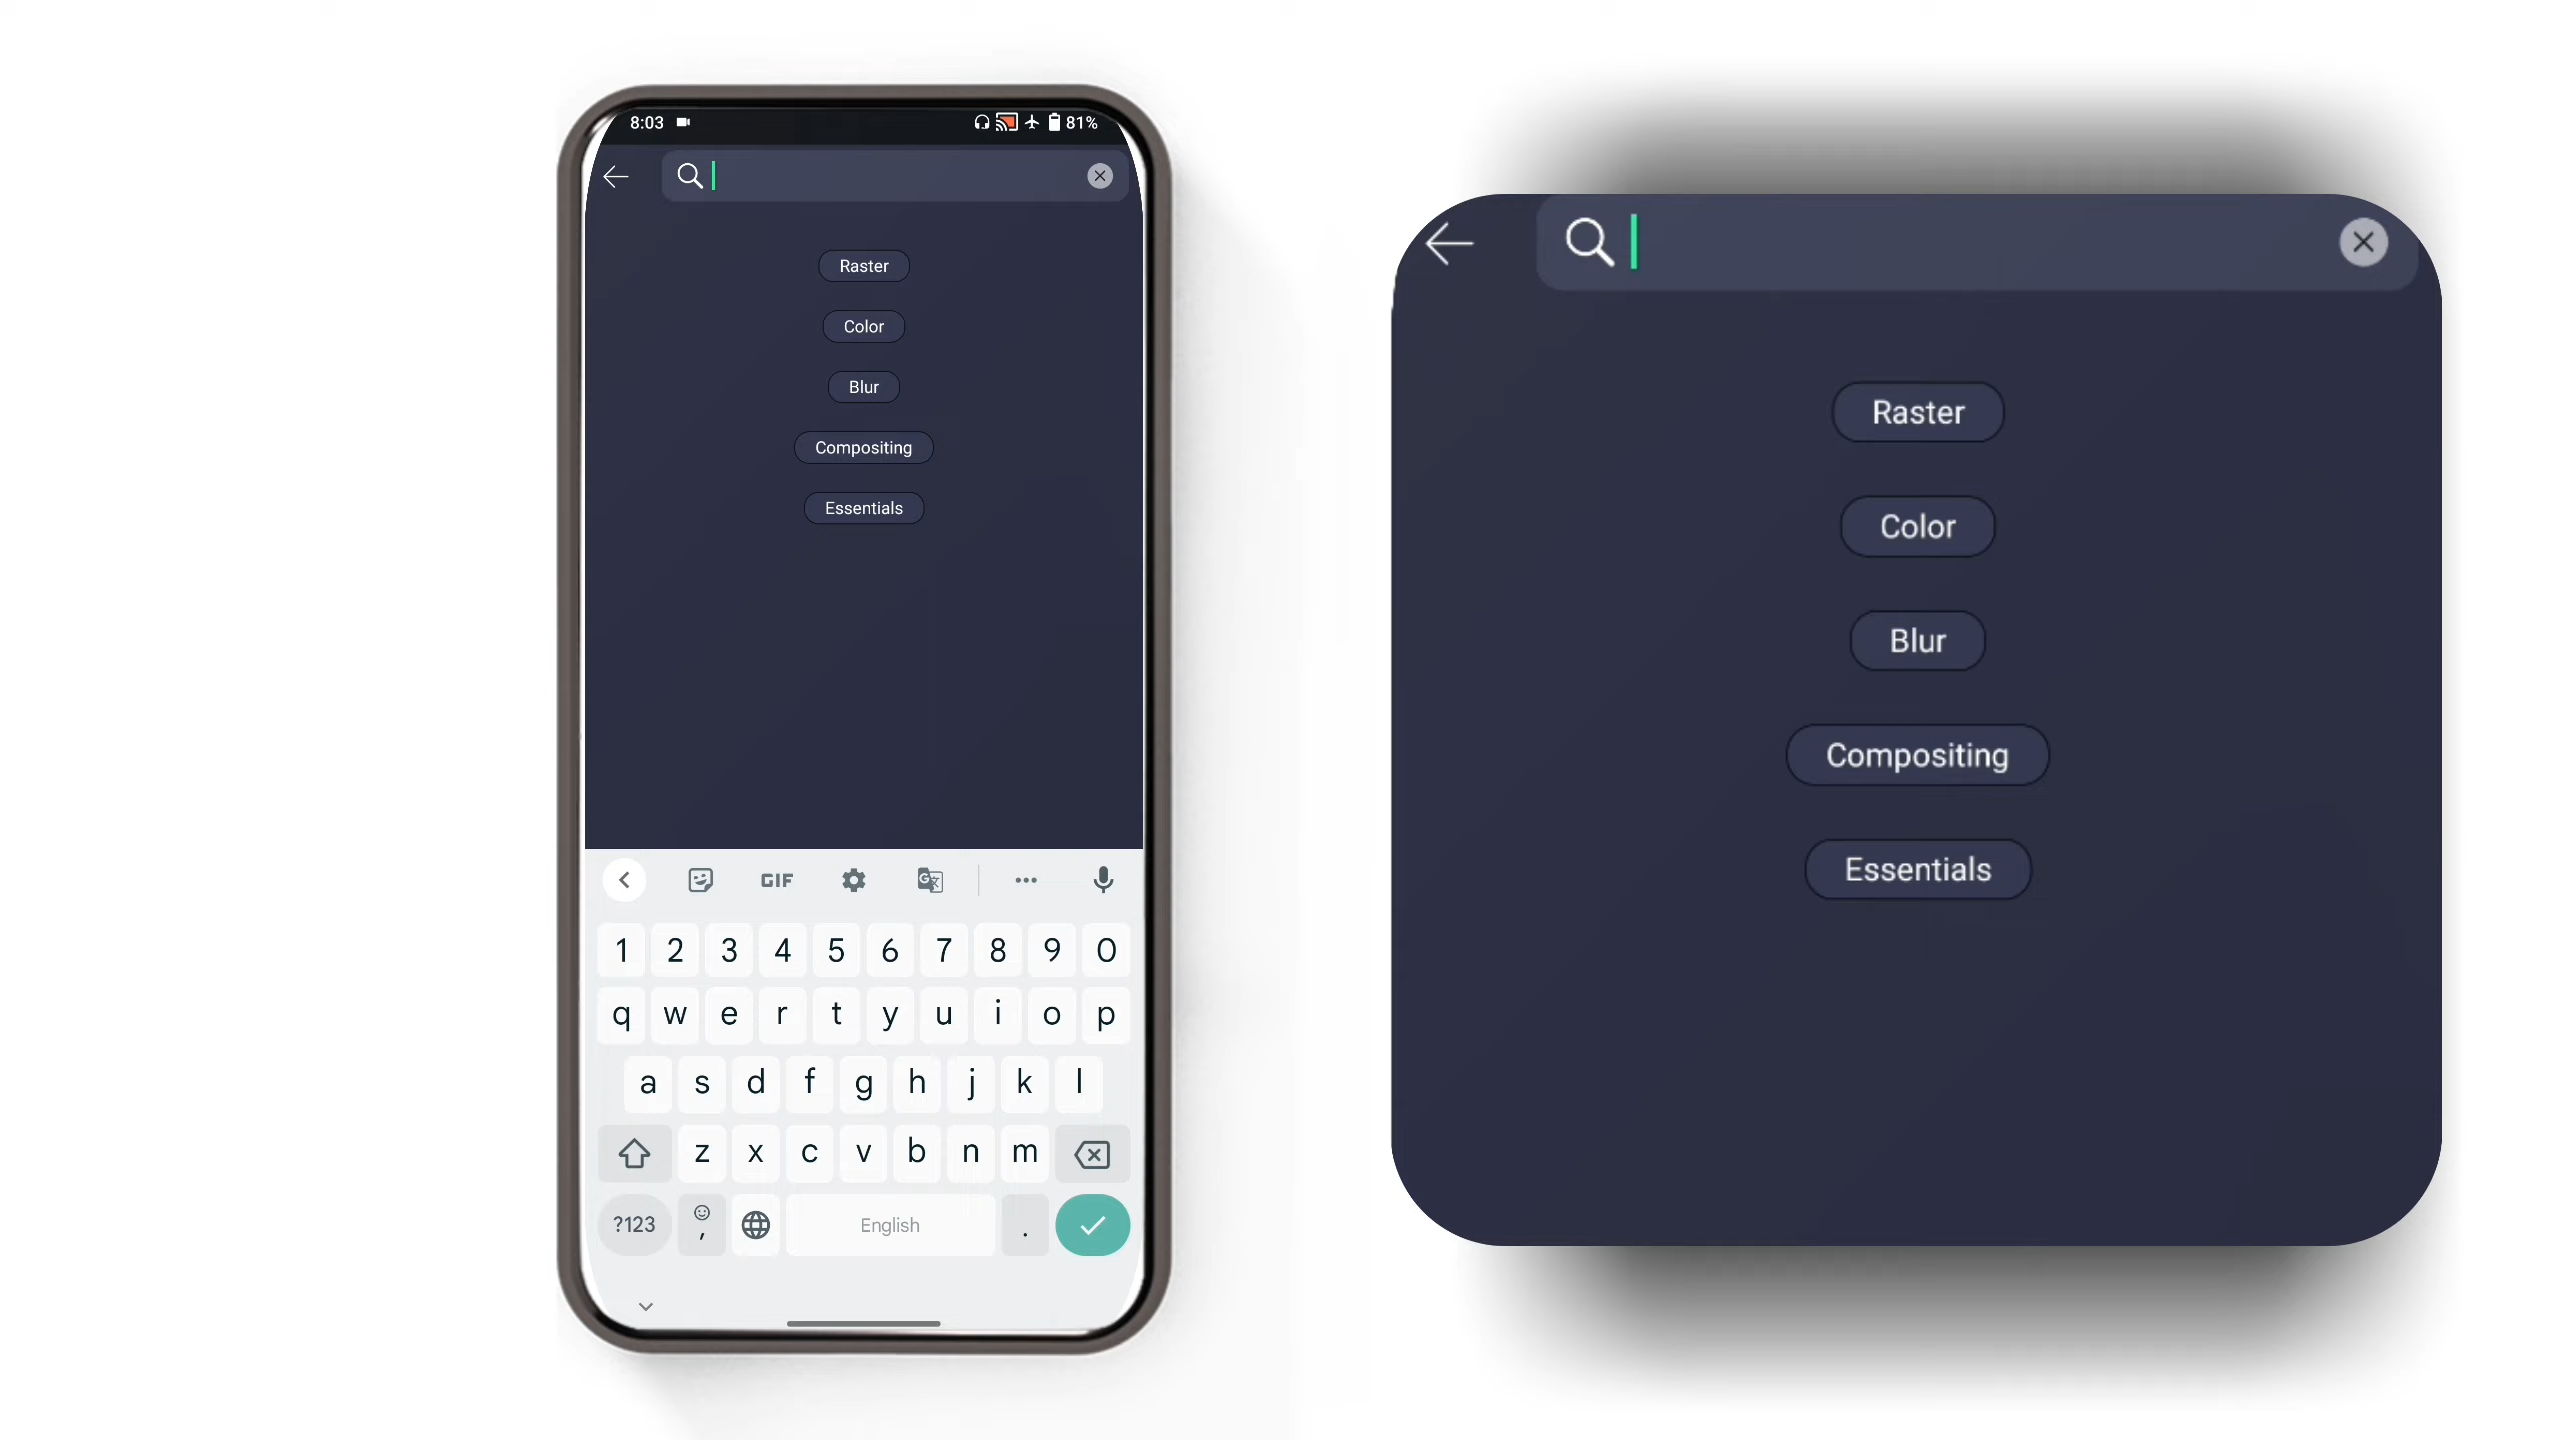 8:03 81%
Raster
Color
Blur
Compositing
Essentials
GIF
1 2 3 4 5 6 7 8 9 0
q w e r t y u i o p
a s d f g h j k l
z x c v b n m
?123 , English .
Raster
Color
Blur
Compositing
Essentials